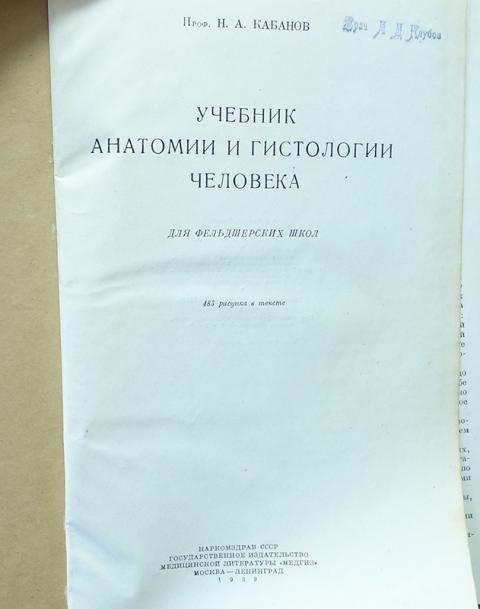 Проф. Н. А. КАБАНОВ
Врач
УЧЕБНИК
АНАТОМИИ И ГИСТОЛОГИИ
ЧЕЛОВЕКА
ДЛЯ ФЕЛЬДШЕРСКИХ ШКОЛ
483 рисунка в тексте
НАРКОМЗДРАВ СССР
ГОСУДАРСТВЕННОЕ ИЗДАТЕЛЬСТВО
МЕДИЦИНСКОЙ ЛИТЕРАТУРЫ «МЕДГИЗ»
МОСКВА—ЛЕНИНГРАД
1939